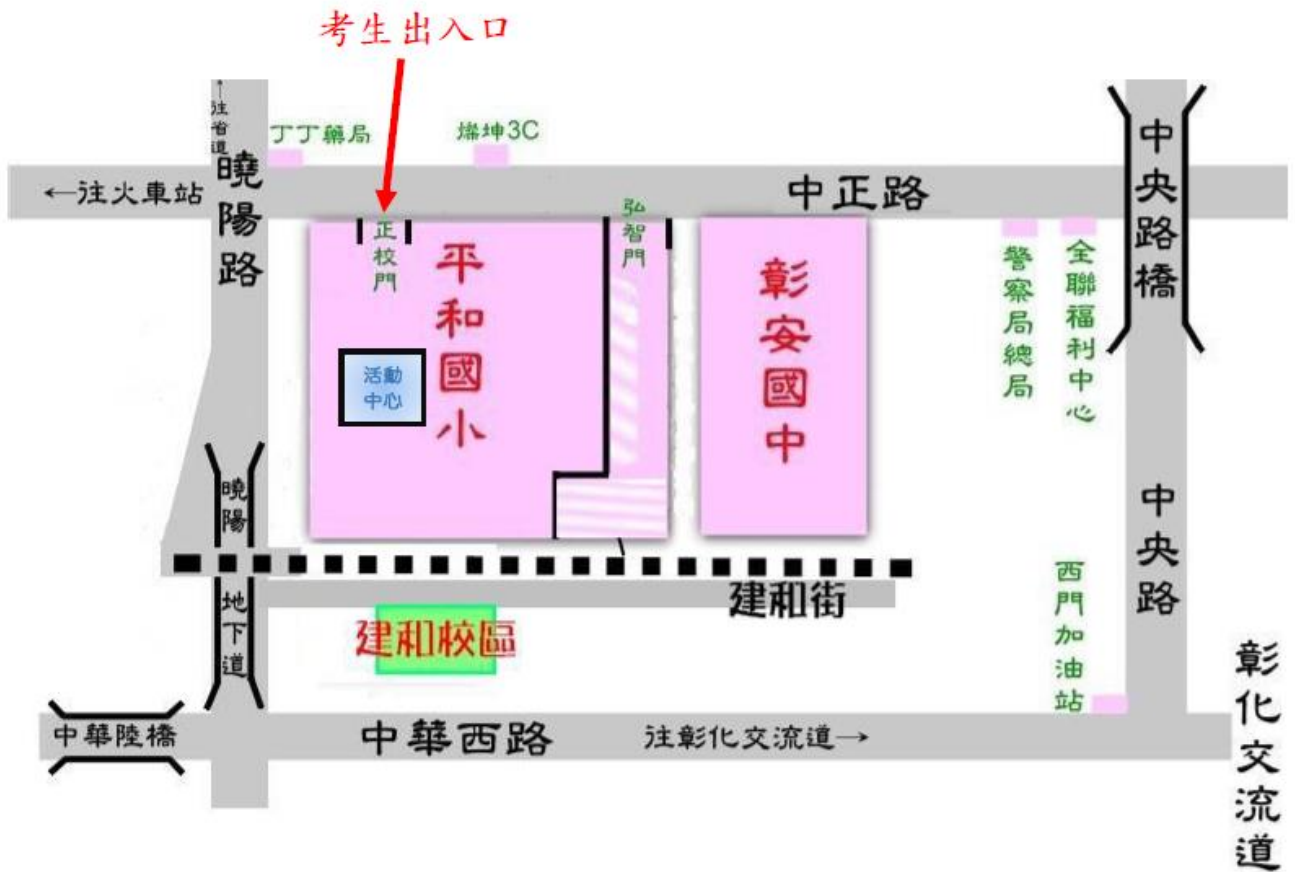 考生出入口
←往省道
丁丁藥局
燦坤3C
←往火車站
曉陽路
中正路
中央路橋
正校門
弘智門
平和國小
彰安國中
警察局總局
全聯福利中心
活動
中心
曉陽地下道
中央路
建和街
西門加油站
建和校區
中華陸橋
中華西路
往彰化交流道→
彰化交流道